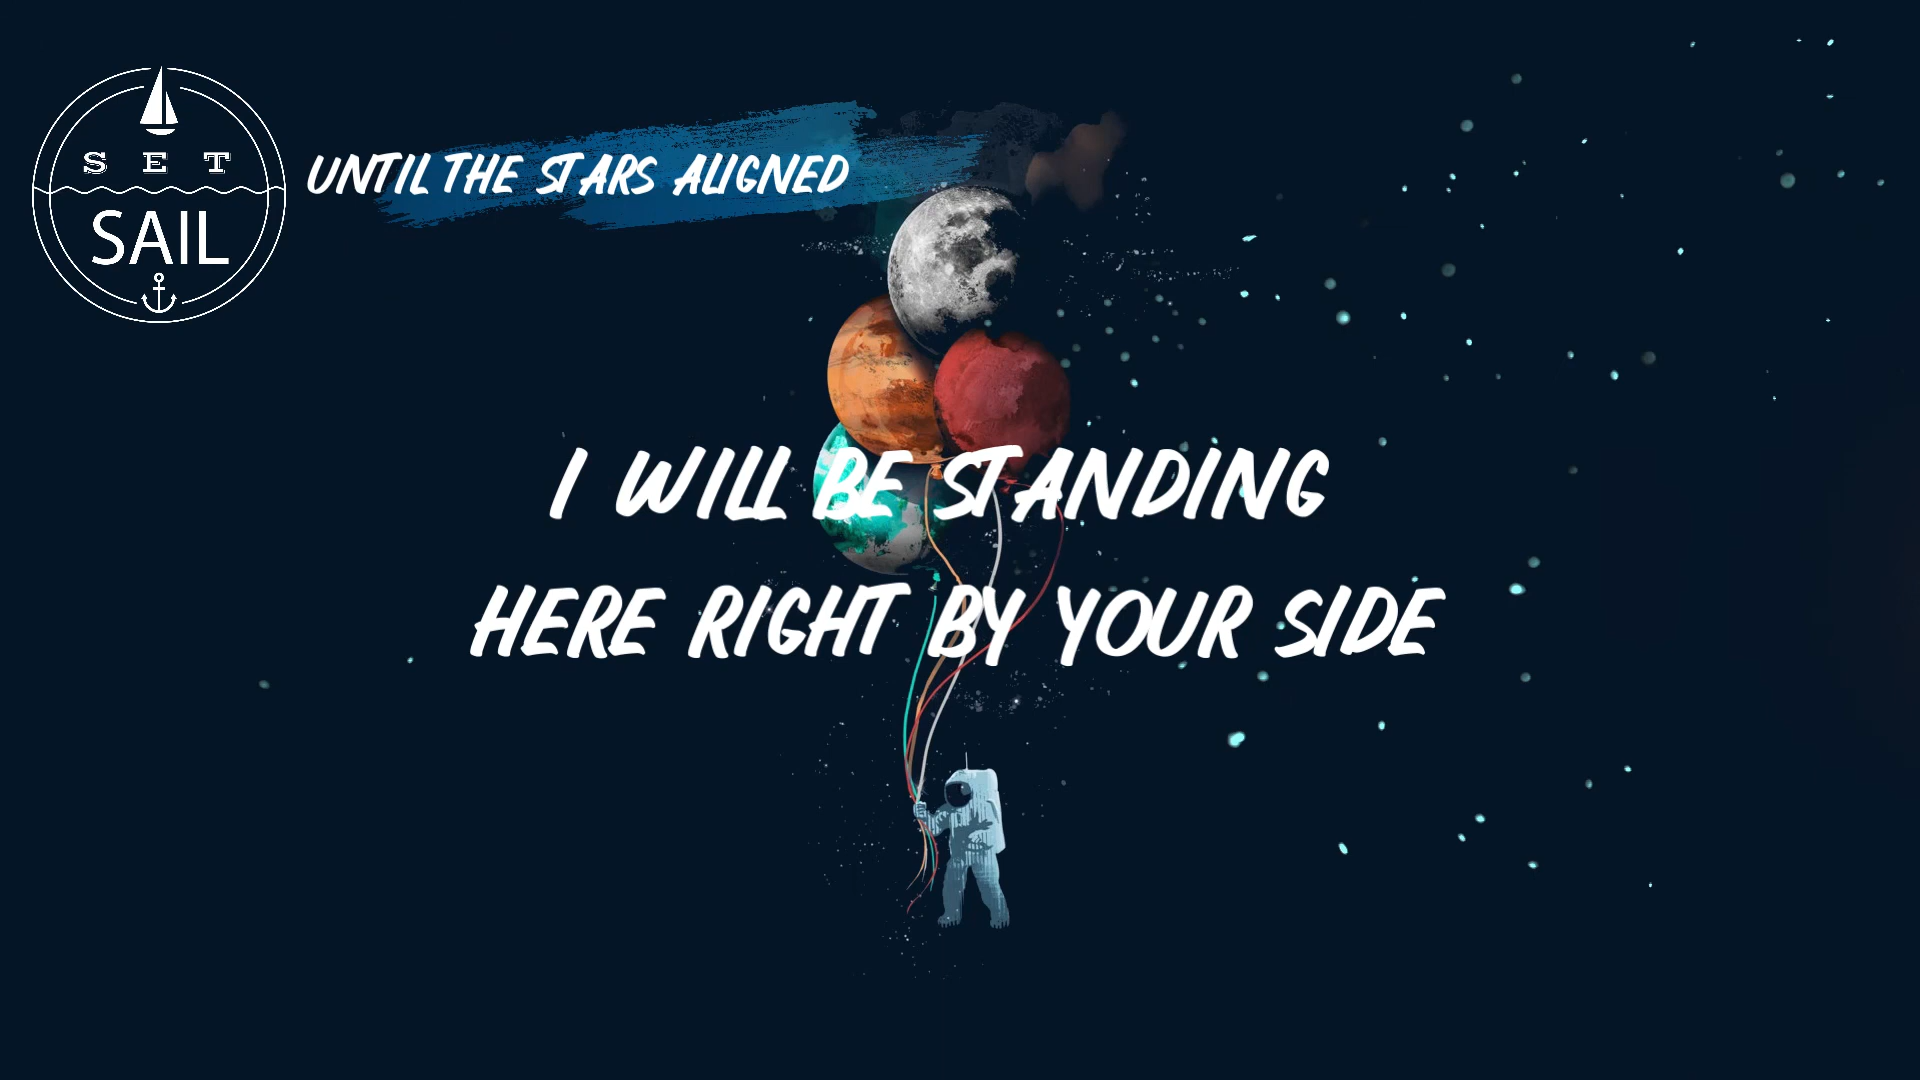 SET
SAIL
UNTIL THE STARS ALIGNED
I WILL BE STANDING
HERE RIGHT BY YOUR SIDE